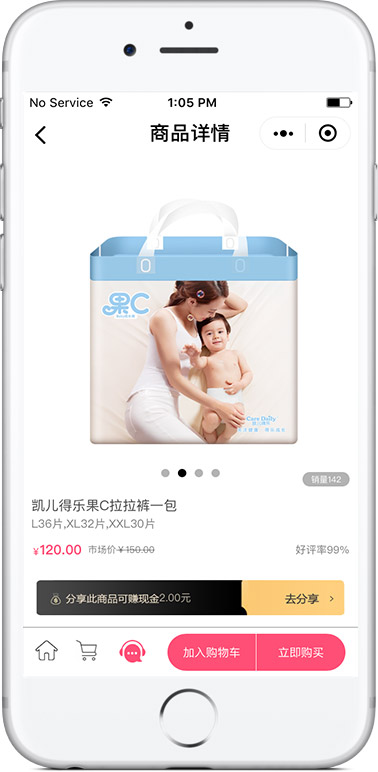 No Service 1:05 PM
商品详情
果C
Care Daily
凯儿得乐
销量142
凯儿得乐果C拉拉裤一包
L36片,XL32片,XXL30片
¥120.00 市场价¥150.00 好评率99%
分享此商品可赚现金2.00元 去分享 >
加入购物车 立即购买